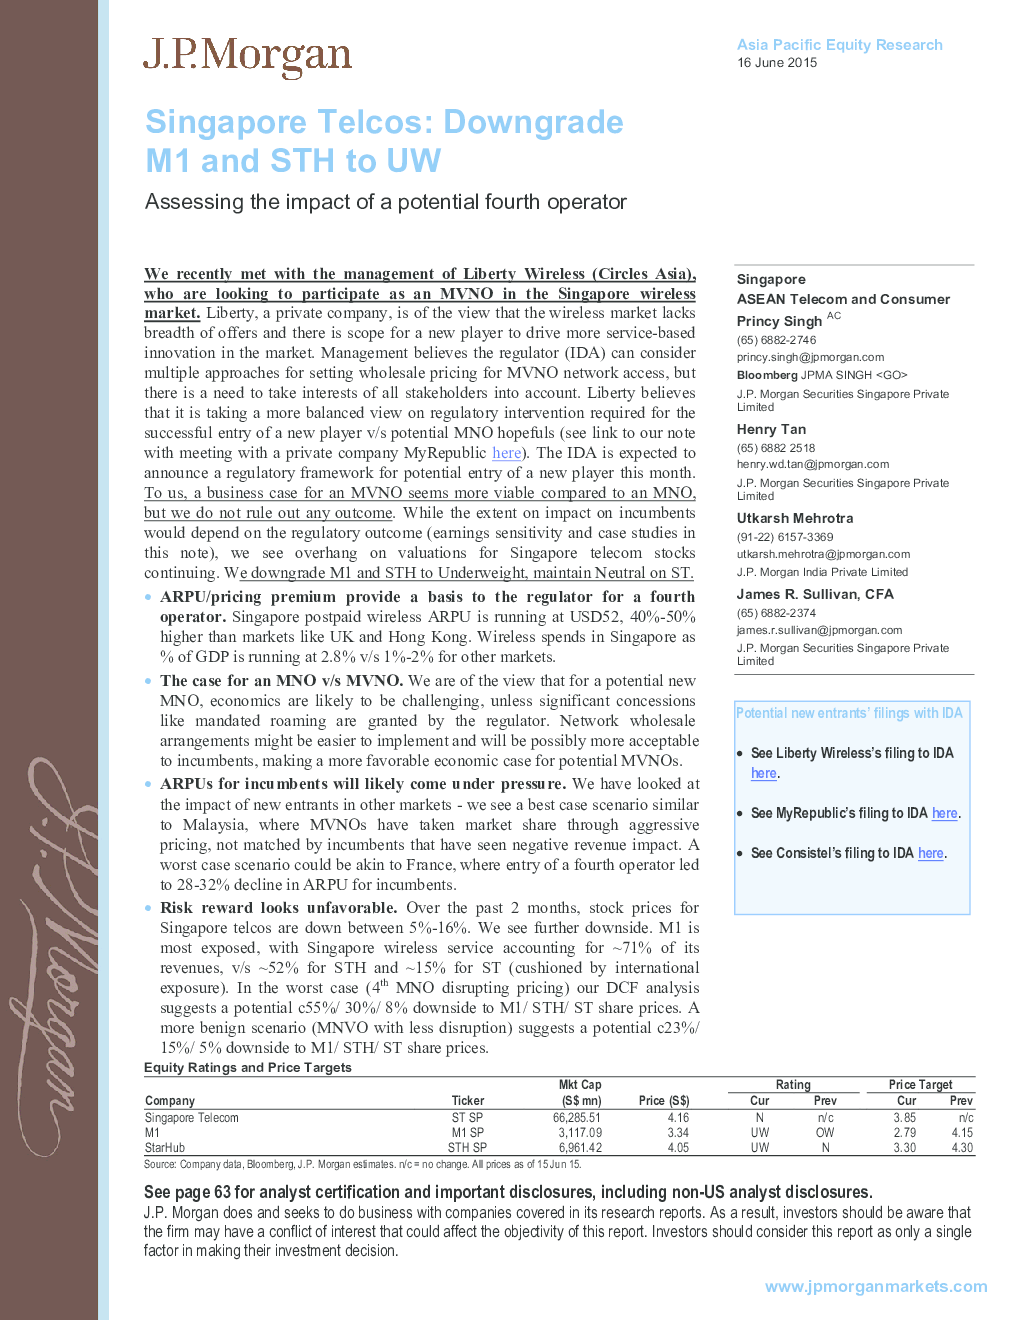 J.P.Morgan
Asia Pacific Equity Research
16 June 2015
Singapore Telcos: Downgrade
M1 and STH to UW
Assessing the impact of a potential fourth operator
We recently met with the management of Liberty Wireless (Circles Asia),
who are looking to participate as an MVNO in the Singapore wireless
market. Liberty, a private company, is of the view that the wireless market lacks
breadth of offers and there is scope for a new player to drive more service-based
innovation in the market. Management believes the regulator (IDA) can consider
multiple approaches for setting wholesale pricing for MVNO network access, but
there is a need to take interests of all stakeholders into account. Liberty believes
that it is taking a more balanced view on regulatory intervention required for the
successful entry of a new player v/s potential MNO hopefuls (see link to our note
with meeting with a private company MyRepublic here). The IDA is expected to
announce a regulatory framework for potential entry of a new player this month.
To us, a business case for an MVNO seems more viable compared to an MNO,
but we do not rule out any outcome. While the extent on impact on incumbents
would depend on the regulatory outcome (earnings sensitivity and case studies in
this note), we see overhang on valuations for Singapore telecom stocks
continuing. We downgrade M1 and STH to Underweight, maintain Neutral on ST.
• ARPU/pricing premium provide a basis to the regulator for a fourth
operator. Singapore postpaid wireless ARPU is running at USD52, 40%-50%
higher than markets like UK and Hong Kong. Wireless spends in Singapore as
% of GDP is running at 2.8% v/s 1%-2% for other markets.
• The case for an MNO v/s MVNO. We are of the view that for a potential new
MNO, economics are likely to be challenging, unless significant concessions
like mandated roaming are granted by the regulator. Network wholesale
arrangements might be easier to implement and will be possibly more acceptable
to incumbents, making a more favorable economic case for potential MVNOs.
• ARPUs for incumbents will likely come under pressure. We have looked at
the impact of new entrants in other markets - we see a best case scenario similar
to Malaysia, where MVNOs have taken market share through aggressive
pricing, not matched by incumbents that have seen negative revenue impact. A
worst case scenario could be akin to France, where entry of a fourth operator led
to 28-32% decline in ARPU for incumbents.
• Risk reward looks unfavorable. Over the past 2 months, stock prices for
Singapore telcos are down between 5%-16%. We see further downside. M1 is
most exposed, with Singapore wireless service accounting for ~71% of its
revenues, v/s ~52% for STH and ~15% for ST (cushioned by international
exposure). In the worst case (4th MNO disrupting pricing) our DCF analysis
suggests a potential c55%/ 30%/ 8% downside to M1/ STH/ ST share prices. A
more benign scenario (MNVO with less disruption) suggests a potential c23%/
15%/ 5% downside to M1/ STH/ ST share prices.
Singapore
ASEAN Telecom and Consumer
Princy Singh AC
(65) 6882-2746
princy.singh@jpmorgan.com
Bloomberg JPMA SINGH <GO>
J.P. Morgan Securities Singapore Private
Limited
Henry Tan
(65) 6882 2518
henry.wd.tan@jpmorgan.com
J.P. Morgan Securities Singapore Private
Limited
Utkarsh Mehrotra
(91-22) 6157-3369
utkarsh.mehrotra@jpmorgan.com
J.P. Morgan India Private Limited
James R. Sullivan, CFA
(65) 6882-2374
james.r.sullivan@jpmorgan.com
J.P. Morgan Securities Singapore Private
Limited
Potential new entrants' filings with IDA
• See Liberty Wireless's filing to IDA
here.
• See MyRepublic's filing to IDA here.
• See Consistel's filing to IDA here.
J.P.Morgan
Equity Ratings and Price Targets
Mkt Cap Rating Price Target
Company Ticker (S$ mn) Price (S$) Cur Prev Cur Prev
Singapore Telecom ST SP 66,285.51 4.16 N n/c 3.85 n/c
M1 M1 SP 3,117.09 3.34 UW OW 2.79 4.15
StarHub STH SP 6,961.42 4.05 UW N 3.30 4.30
Source: Company data, Bloomberg, J.P. Morgan estimates. n/c = no change. All prices as of 15 Jun 15.
See page 63 for analyst certification and important disclosures, including non-US analyst disclosures.
J.P. Morgan does and seeks to do business with companies covered in its research reports. As a result, investors should be aware that
the firm may have a conflict of interest that could affect the objectivity of this report. Investors should consider this report as only a single
factor in making their investment decision.
www.jpmorganmarkets.com